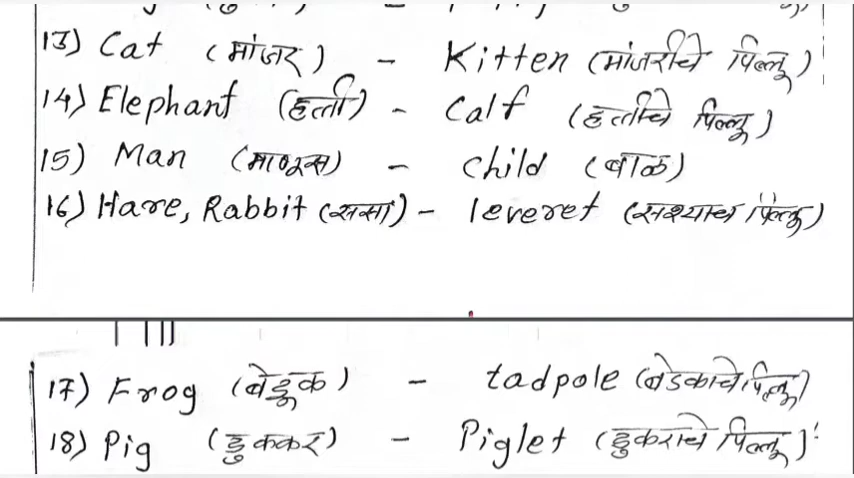 13) Cat (मांजर) - Kitten (मांजरीचे पिल्लू)
14) Elephant (हत्ती) - Calf (हत्तीचे पिल्लू)
15) Man (माणूस) - child (बाळ)
16) Hare, Rabbit (ससा) - leveret (सश्याचे पिल्लू)
17) Frog (बेडूक) - tadpole (बेडकाचे पिल्लू)
18) Pig (डुक्कर) - Piglet (डुकराचे पिल्लू)